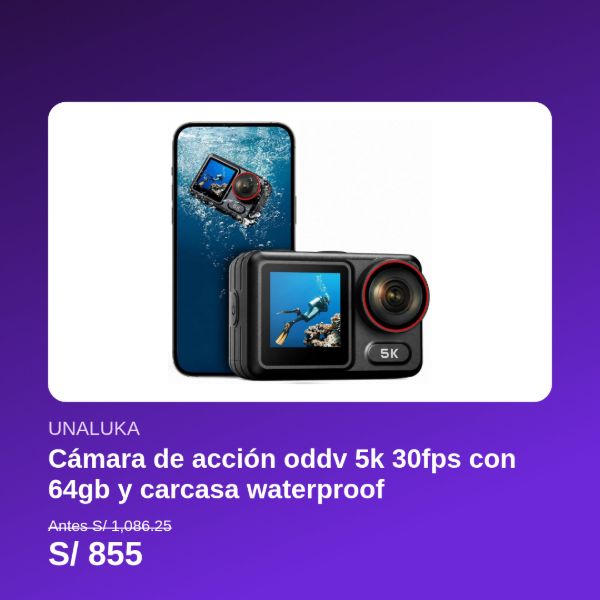 5K
UNALUKA
Cámara de acción oddv 5k 30fps con
64gb y carcasa waterproof
Antes S/ 1,086.25
S/ 855